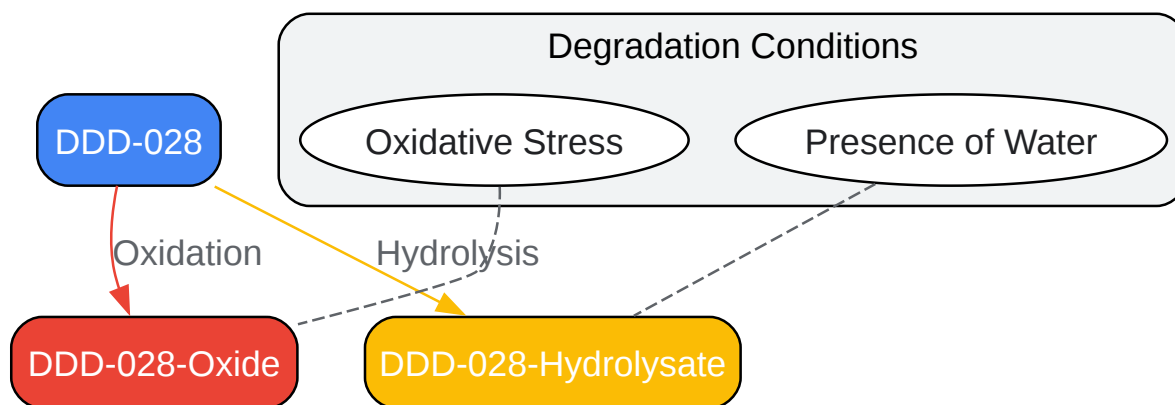 Degradation Conditions
DDD-028
Oxidative Stress
Presence of Water
Oxidation
Hydrolysis
DDD-028-Oxide
DDD-028-Hydrolysate